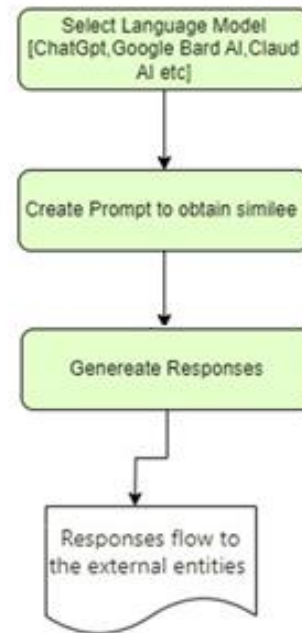 Select Language Model
[ChatGpt,Google Bard AI,Claud
AI etc]
Create Prompt to obtain similee
Genereate Responses
Responses flow to
the external entities